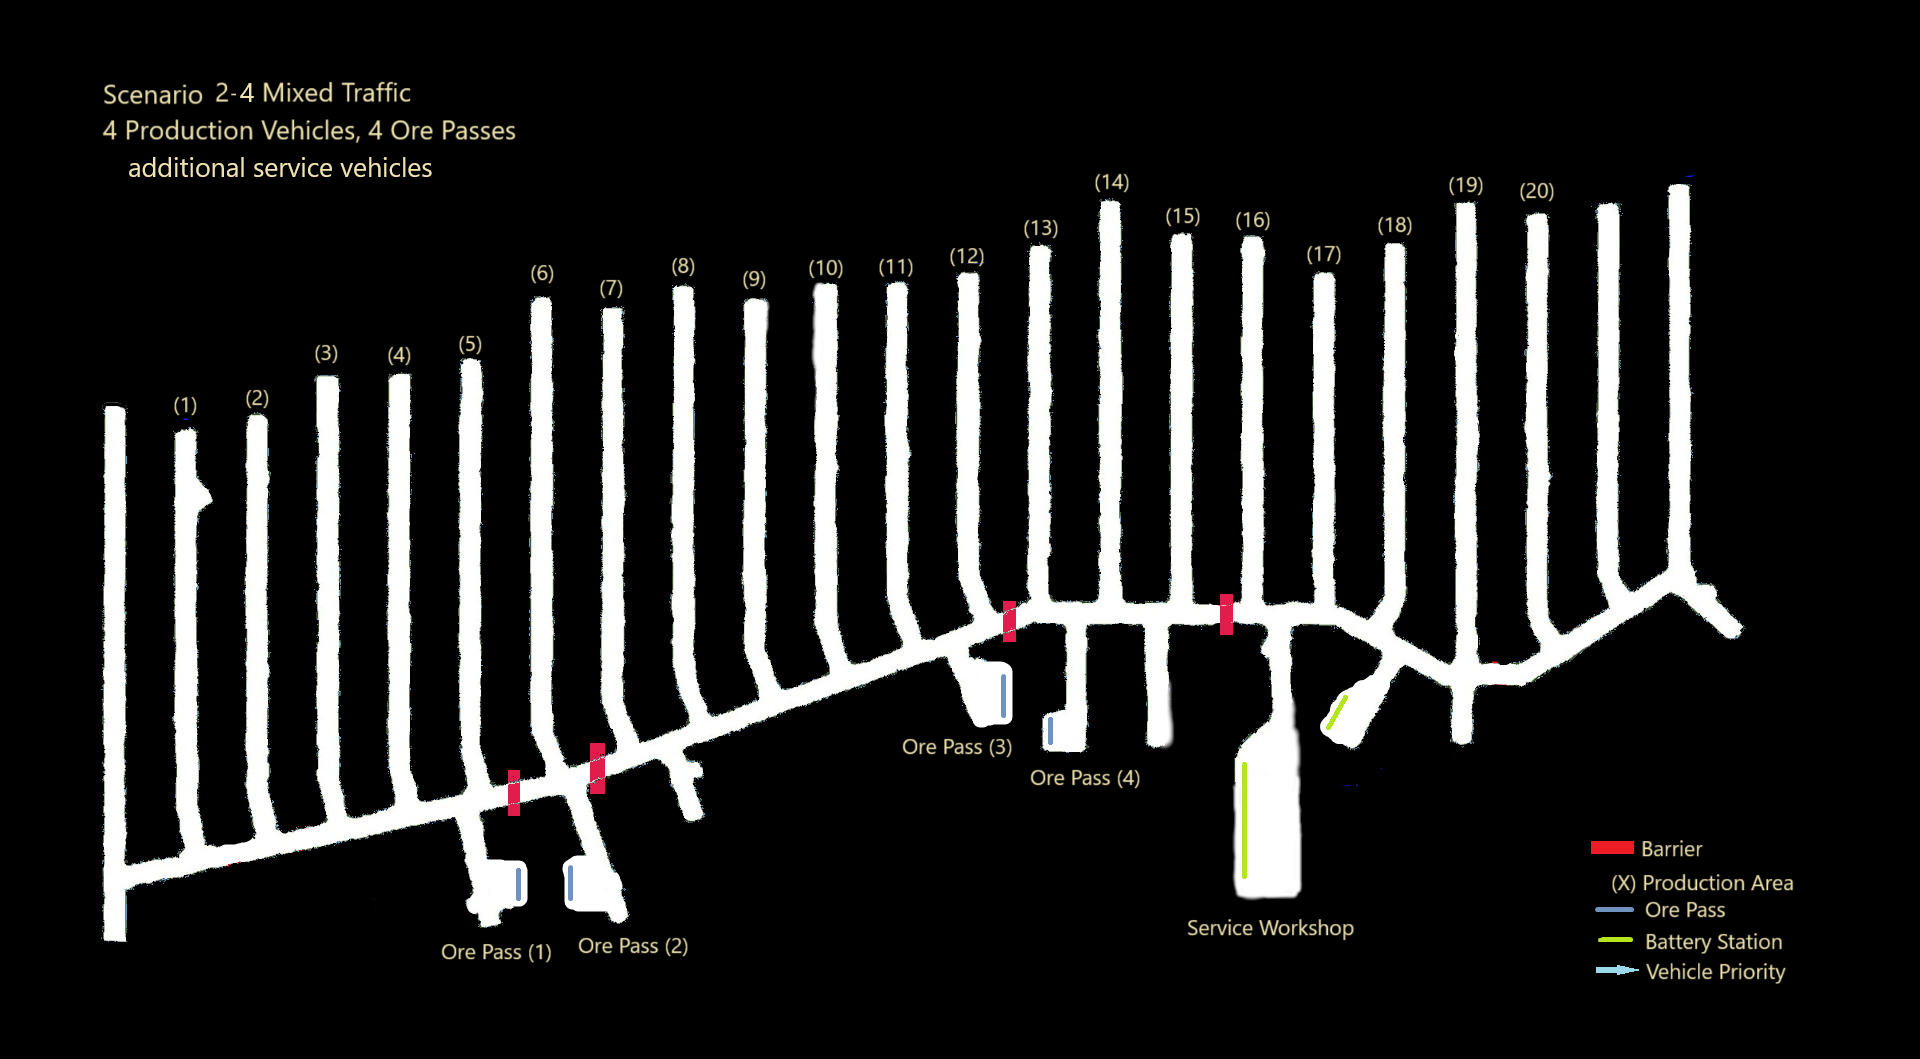 Scenario 2-4 Mixed Traffic
4 Production Vehicles, 4 Ore Passes
additional service vehicles
(1)
(2)
(3)
(4)
(5)
(6)
(7)
(8)
(9)
(10)
(11)
(12)
(13)
(14)
(15)
(16)
(17)
(18)
(19)
(20)
Ore Pass (1)
Ore Pass (2)
Ore Pass (3)
Ore Pass (4)
Service Workshop
Barrier
(X) Production Area
Ore Pass
Battery Station
Vehicle Priority